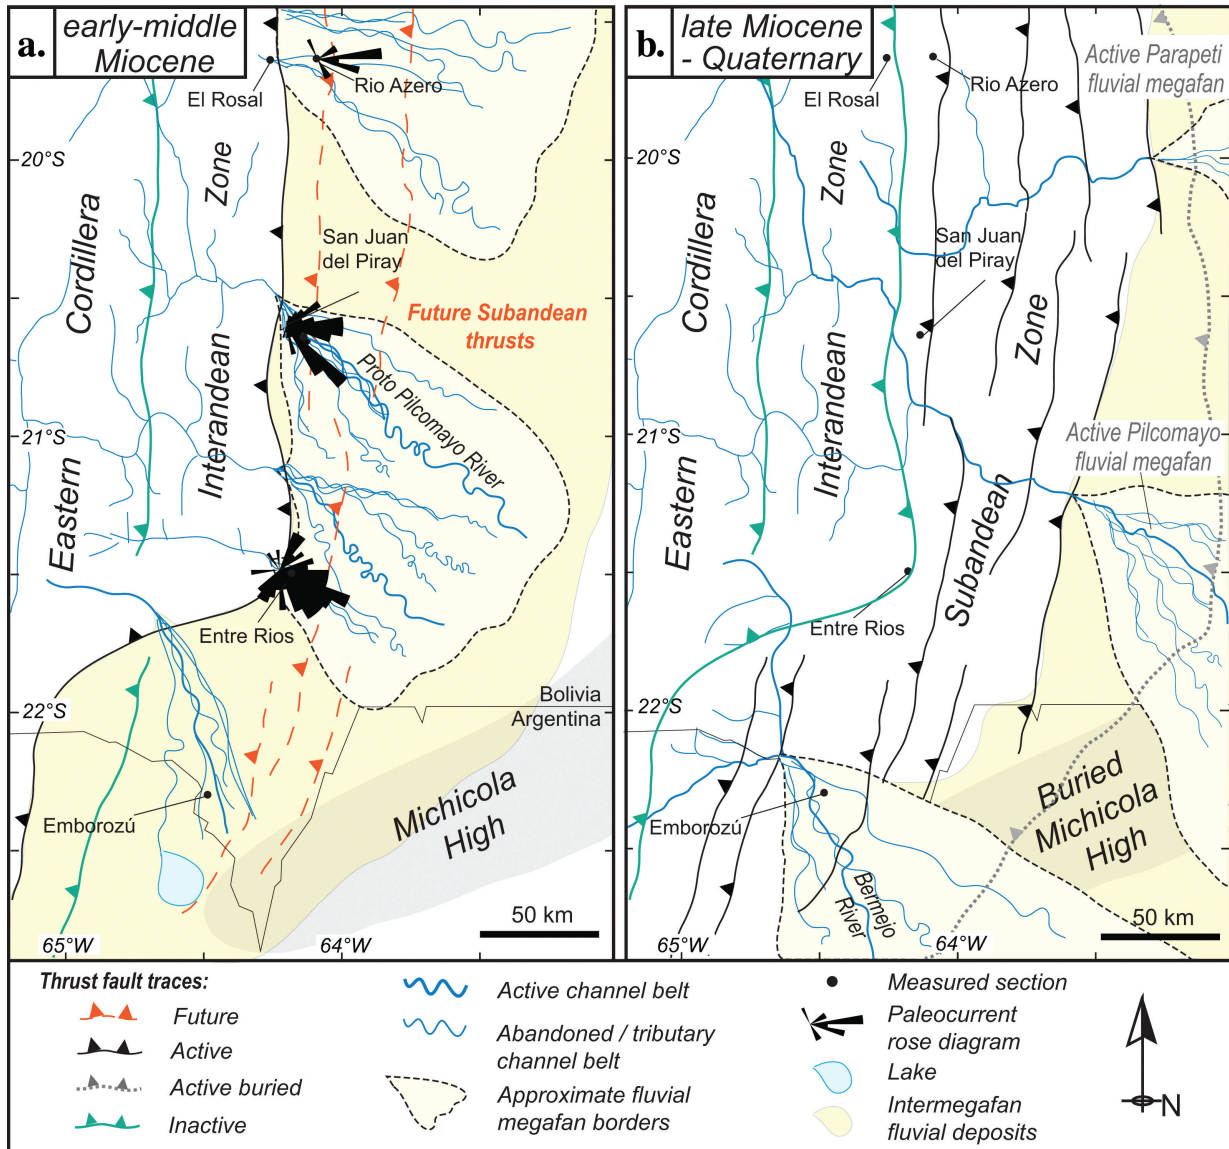 a.
early-middle
Miocene
El Rosal
Rio Azero
20°S
Zone
Cordillera
San Juan
del Piray
Future Subandean
thrusts
Proto Pilcomayo River
Interandean
21°S
Eastern
Entre Rios
22°S
Bolivia
Argentina
Michicola
High
Emborozú
65°W
64°W
50 km
b.
late Miocene
- Quaternary
Active Parapeti
fluvial megafan
El Rosal
Rio Azero
20°S
Zone
Cordillera
San Juan
del Piray
Zone
Interandean
21°S
Active Pilcomayo
fluvial megafan
Eastern
Subandean
Entre Rios
22°S
Buried
Michicola
High
Emborozú
Bermejo
River
65°W
64°W
50 km
Thrust fault traces:
Future
Active
Active buried
Inactive
Active channel belt
Abandoned / tributary
channel belt
Approximate fluvial
megafan borders
Measured section
Paleocurrent
rose diagram
Lake
Intermegafan
fluvial deposits
N